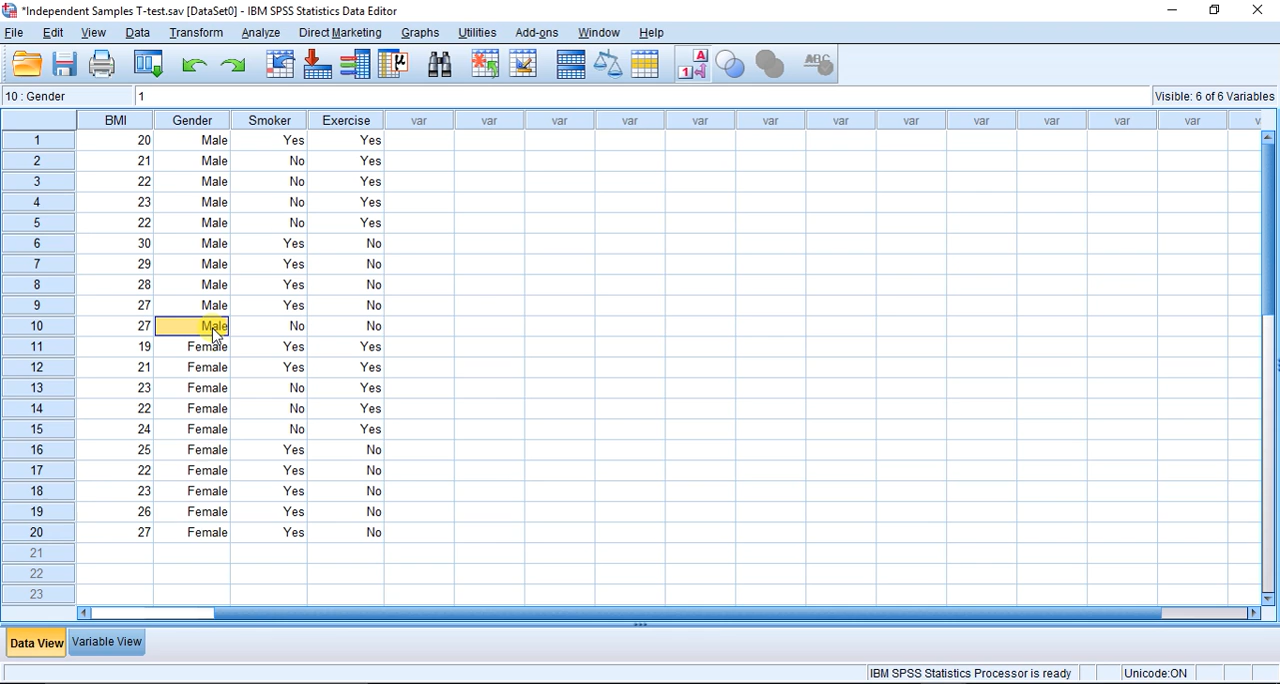 *Independent Samples T-test.sav [DataSet0] - IBM SPSS Statistics Data Editor
File Edit View Data Transform Analyze Direct Marketing Graphs Utilities Add-ons Window Help
10 : Gender 1 Visible: 6 of 6 Variables
BMI Gender Smoker Exercise var var var var var var var var var var var var v
1 20 Male Yes Yes
2 21 Male No Yes
3 22 Male No Yes
4 23 Male No Yes
5 22 Male No Yes
6 30 Male Yes No
7 29 Male Yes No
8 28 Male Yes No
9 27 Male Yes No
10 27 Male No No
11 19 Female Yes Yes
12 21 Female Yes Yes
13 23 Female No Yes
14 22 Female No Yes
15 24 Female No Yes
16 25 Female Yes No
17 22 Female Yes No
18 23 Female Yes No
19 26 Female Yes No
20 27 Female Yes No
21
22
23
Data View Variable View
IBM SPSS Statistics Processor is ready Unicode:ON